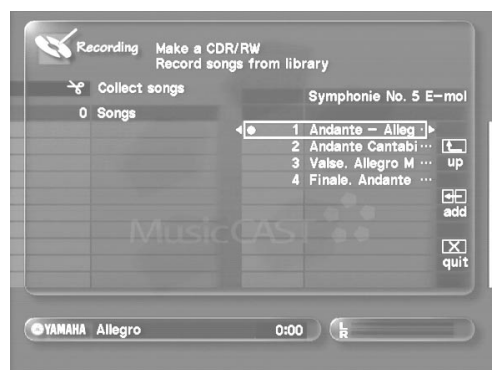 Recording
Make a CDR/RW
Record songs from library
Collect songs
0 Songs
Symphonie No. 5 E-mol
1 Andante - Alleg ·
2 Andante Cantabi ···
3 Valse. Allegro M ···
4 Finale. Andante ···
up
add
quit
MusicCAST
YAMAHA Allegro 0:00 L R